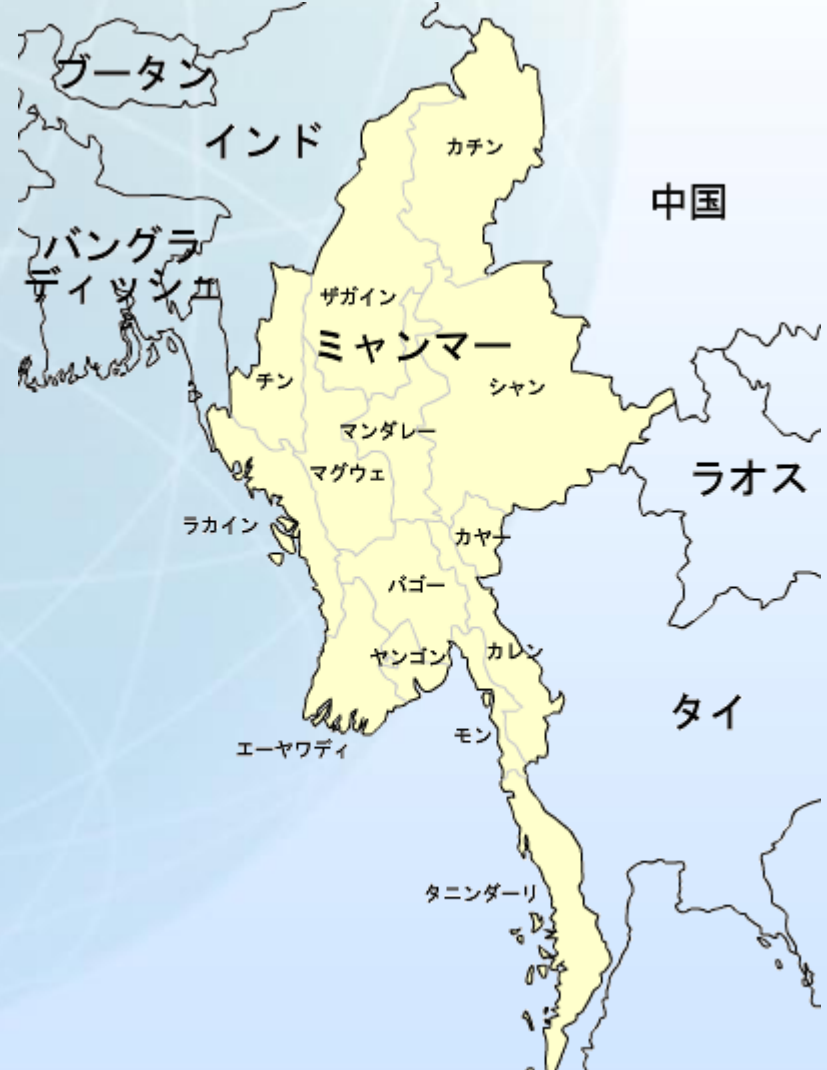 ブータン
インド
カチン
中国
バングラ
ディッシュ
ザガイン
ミャンマー
チン
シャン
マンダレー
マグウェ
ラオス
ラカイン
カヤー
バゴー
カレン
ヤンゴン
タイ
モン
エーヤワディ
タニンダーリ